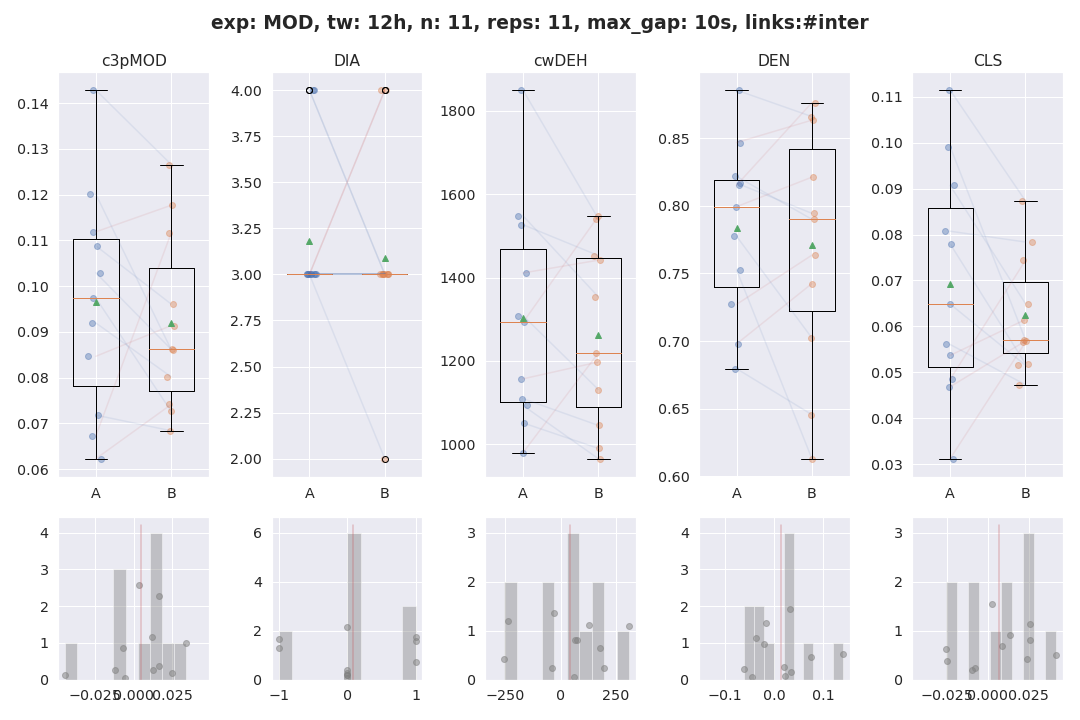 exp: MOD, tw: 12h, n: 11, reps: 11, max_gap: 10s, links:#inter
c3pMOD DIA cwDEH DEN CLS
0.14 4.00 1800 0.85 0.11
0.13 3.75 1600 0.80 0.10
0.12 3.50 1400 0.75 0.09
0.11 3.25 1200 0.70 0.08
0.10 3.00 1000 0.65 0.07
0.09 2.75 0.60 0.06
0.08 2.50 0.05
0.07 2.25 0.04
0.06 2.00 0.03
A B A B A B A B A B
4 6 3 4 3
3 4 2 3 2
2 2 1 2 1
1 0 0 1 0
0 0
−0.025 0.000 0.025 −1 0 1 −250 0 250 −0.1 0.0 0.1 −0.025 0.000 0.025